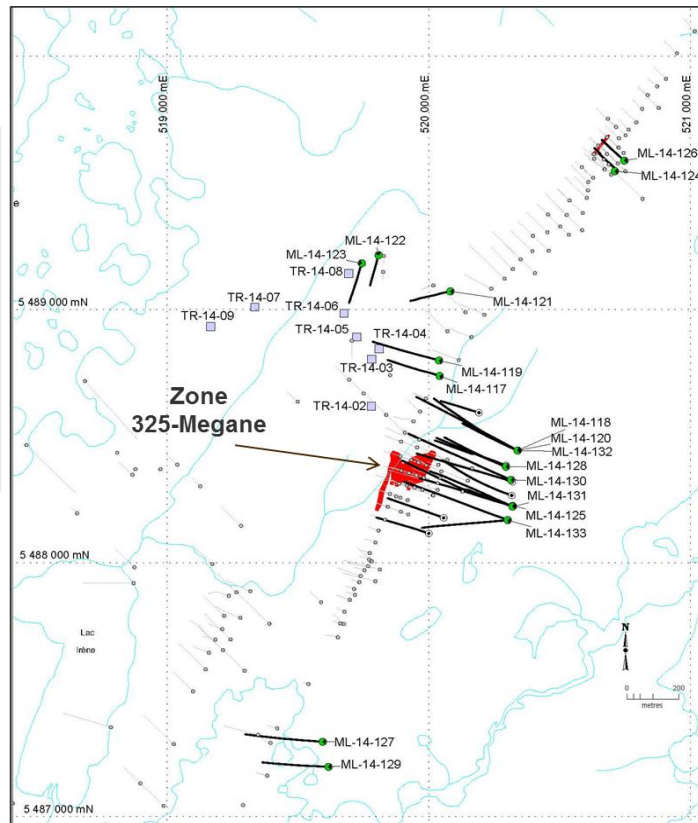 519 000 mE
520 000 mE
521 000 mE
ML-14-126
ML-14-124
e
ML-14-122
ML-14-123
TR-14-08
TR-14-07
TR-14-06
ML-14-121
5 489 000 mN
TR-14-09
TR-14-05
TR-14-04
TR-14-03
ML-14-119
ML-14-117
Zone
325-Megane
TR-14-02
ML-14-118
ML-14-120
ML-14-132
ML-14-128
ML-14-130
ML-14-131
ML-14-125
ML-14-133
5 488 000 mN
Lac
Irène
N
0 200
metres
ML-14-127
ML-14-129
5 487 000 mN